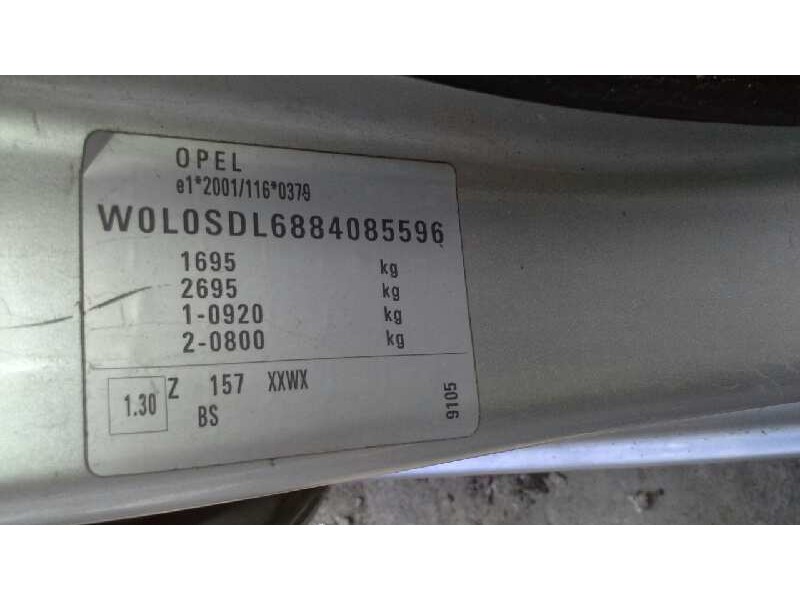 OPEL
e1*2001/116*0379
W0L0SDL6884085596
1695 kg
2695 kg
1-0920 kg
2-0800 kg
1.30 Z 157 XXWX
BS
9105